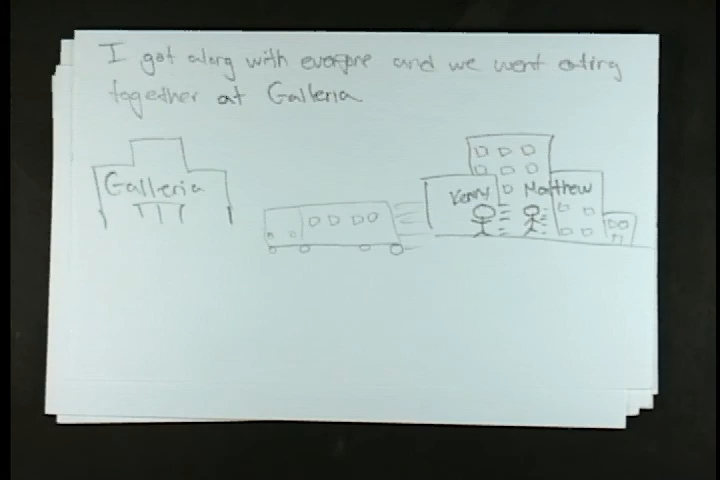 I got along with everyone and we went eating
together at Galleria
Galleria
Kenny Matthew